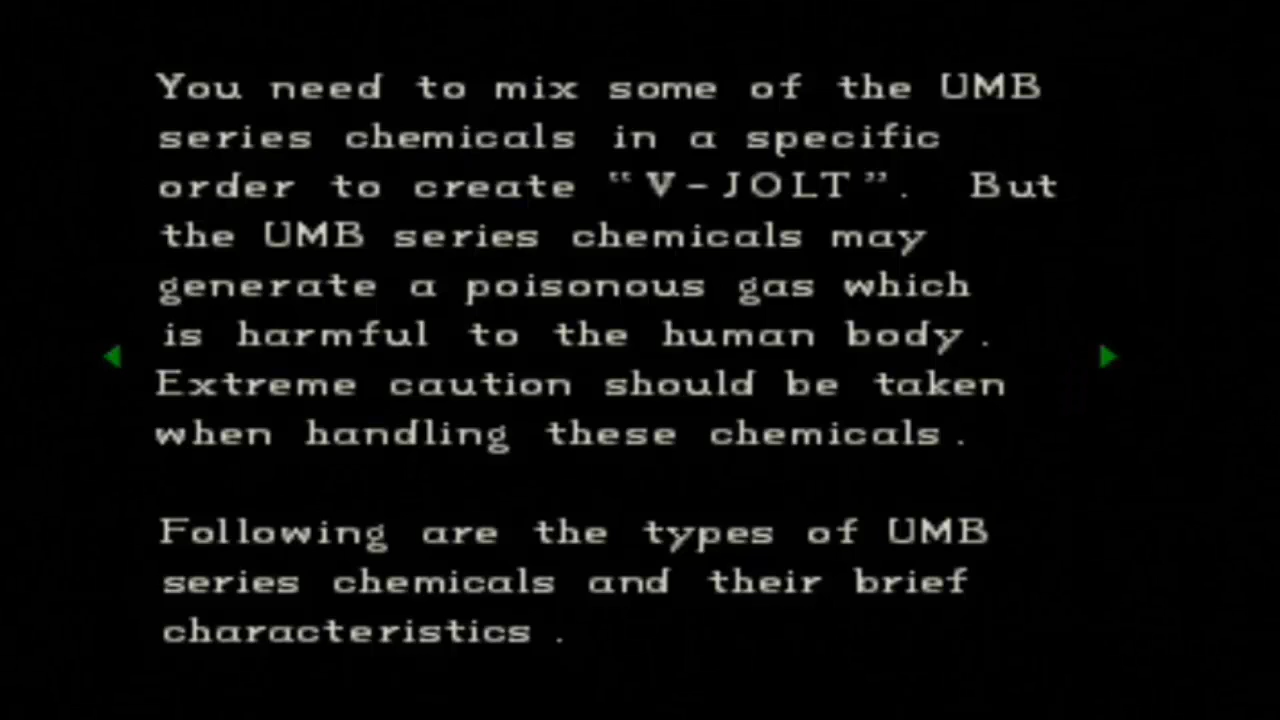 You need to mix some of the UMB
series chemicals in a specific
order to create "V-JOLT". But
the UMB series chemicals may
generate a poisonous gas which
is harmful to the human body.
Extreme caution should be taken
when handling these chemicals.
Following are the types of UMB
series chemicals and their brief
characteristics.